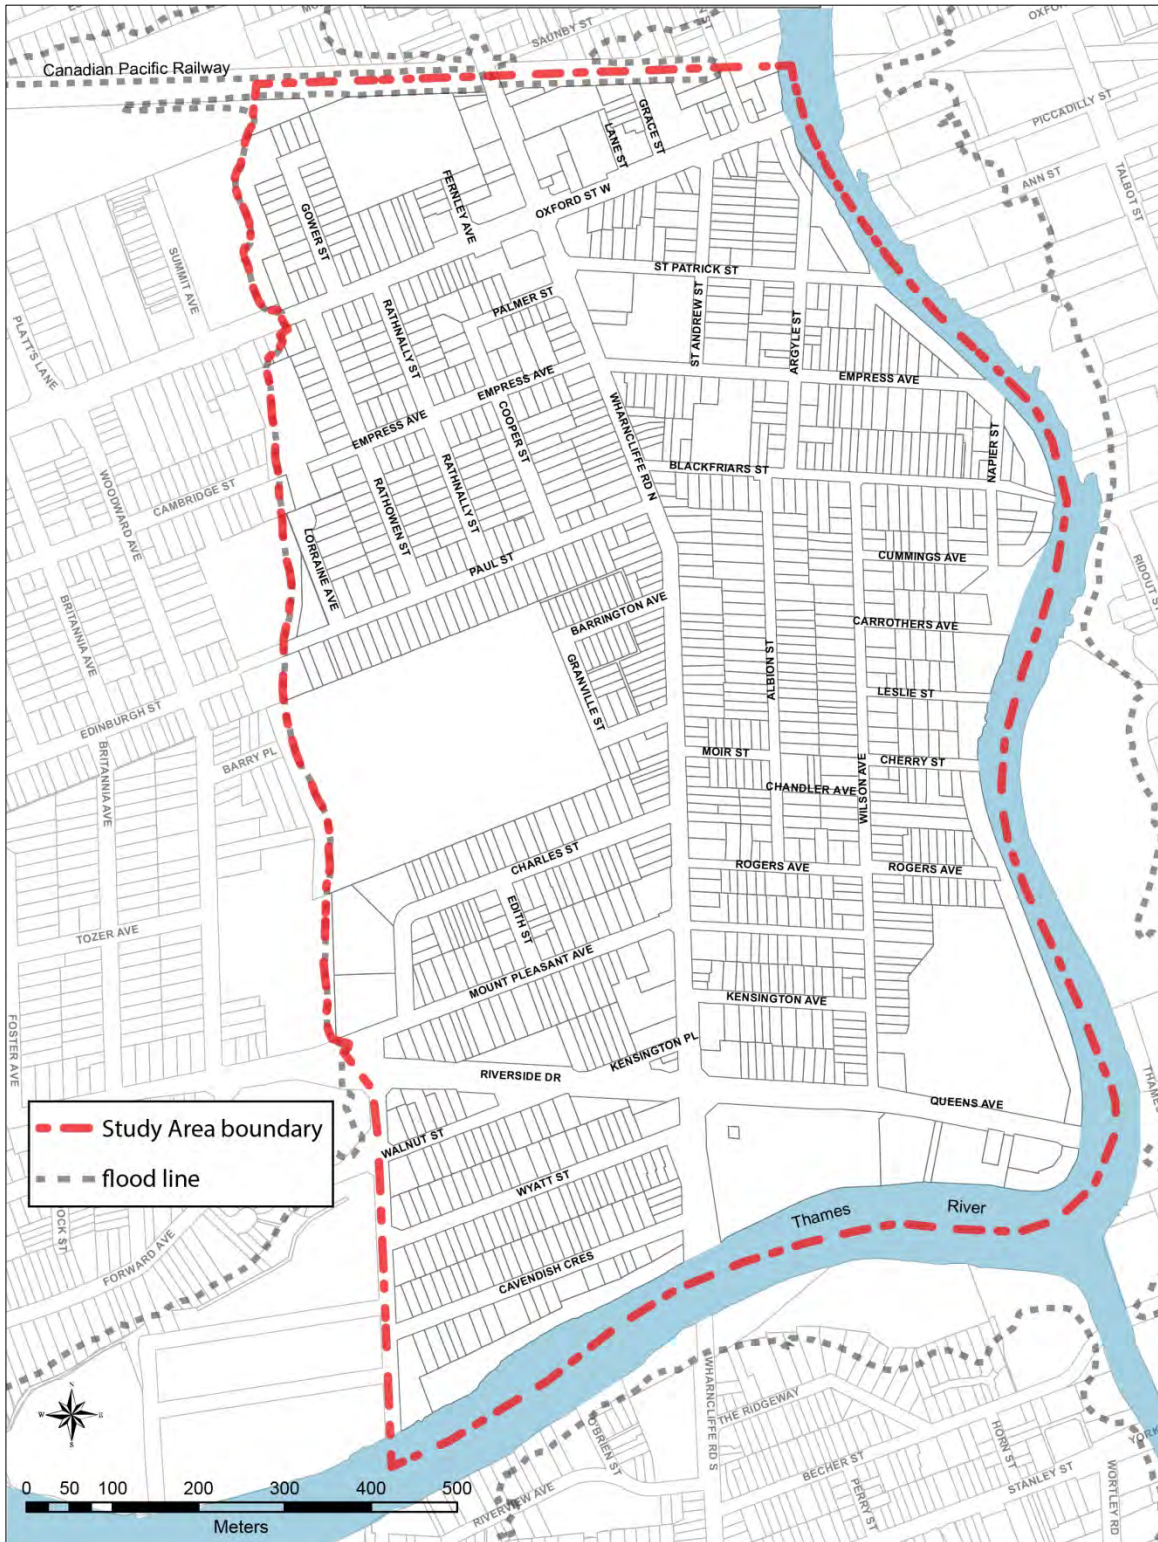 SAUNBY ST
Canadian Pacific Railway
PICCADILLY ST
GRACE ST
LANE ST
TALBOT ST
ANN ST
FERNLEY AVE
OXFORD ST W
GOWER ST
SUMMIT AVE
ST PATRICK ST
PALMER ST
ST ANDREW ST
RATHNALLY ST
ARGYLE ST
PLATT'S LANE
EMPRESS AVE
EMPRESS AVE
EMPRESS AVE
COOPER ST
WHARNCLIFFE RD N
NAPIER ST
BLACKFRIARS ST
RATHNALLY ST
RATHOWEN ST
CAMBRIDGE ST
WOODWARD AVE
LORRAINE AVE
PAUL ST
CUMMINGS AVE
RIDOUT ST
BARRINGTON AVE
CARROTHERS AVE
BRITANNIA AVE
ALBION ST
GRANVILLE ST
LESLIE ST
EDINBURGH ST
BARRY PL
BRITANNIA AVE
MOIR ST
CHERRY ST
CHANDLER AVE
WILSON AVE
CHARLES ST
ROGERS AVE
ROGERS AVE
EDITH ST
TOZER AVE
MOUNT PLEASANT AVE
KENSINGTON AVE
FOSTER AVE
KENSINGTON PL
RIVERSIDE DR
QUEENS AVE
THAMES
Study Area boundary
WALNUT ST
flood line
WYATT ST
Thames River
OCK ST
FORWARD AVE
CAVENDISH CRES
N
W E
S
WHARNCLIFFE RD S
THE RIDGEWAY
O'BRIEN ST
HORN ST
YORK
BECHER ST
STANLEY ST
PERRY ST
WORTLEY RD
RIVERVIEW AVE
0 50 100 200 300 400 500
Meters